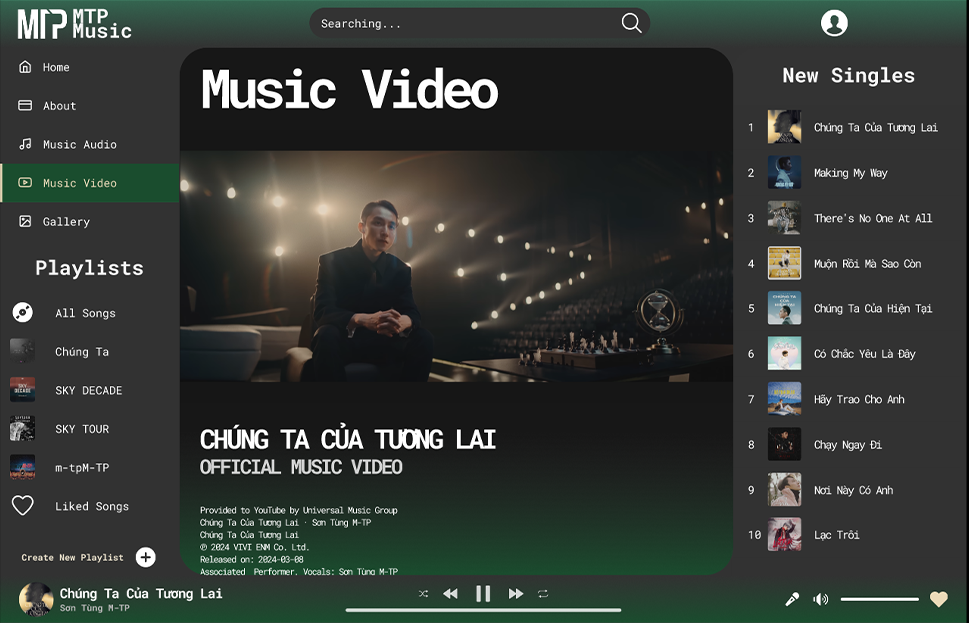 MTP
MTP
Music
Searching...
Home
About
Music Audio
Music Video
Gallery
Playlists
All Songs
Chúng Ta
SKY DECADE
SKY TOUR
m-tpM-TP
Liked Songs
Create New Playlist
Music Video
CHÚNG TA CỦA TƯƠNG LAI
OFFICIAL MUSIC VIDEO
Provided to YouTube by Universal Music Group
Chúng Ta Của Tương Lai · Sơn Tùng M-TP
Chúng Ta Của Tương Lai
℗ 2024 VIVI ENM Co. Ltd.
Released on: 2024-03-08
Associated Performer, Vocals: Sơn Tùng M-TP
New Singles
1 Chúng Ta Của Tương Lai
2 Making My Way
3 There's No One At All
4 Muộn Rồi Mà Sao Còn
5 Chúng Ta Của Hiện Tại
6 Có Chắc Yêu Là Đây
7 Hãy Trao Cho Anh
8 Chạy Ngay Đi
9 Nơi Này Có Anh
10 Lạc Trôi
Chúng Ta Của Tương Lai
Sơn Tùng M-TP